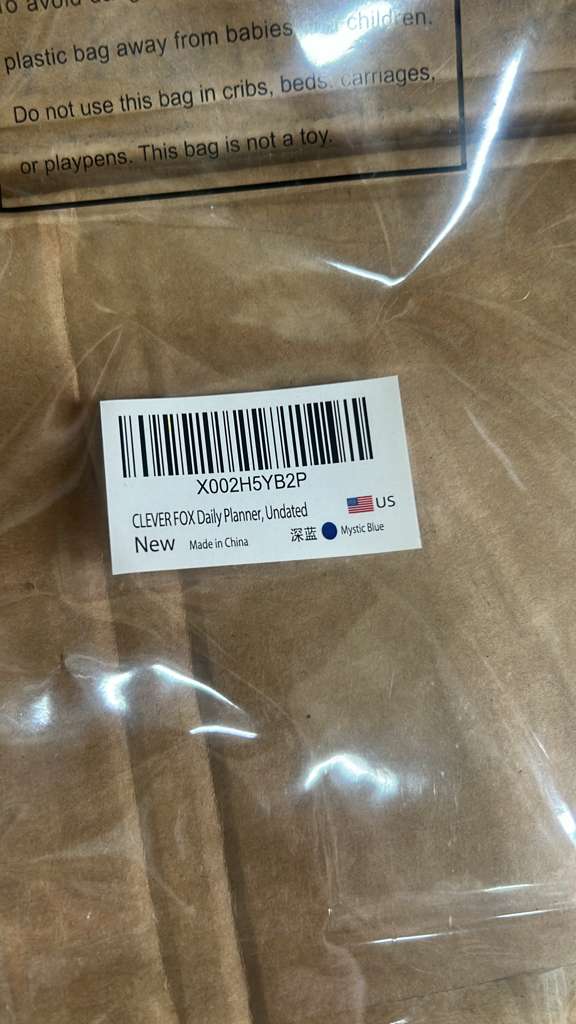 To avoid
plastic bag away from babies and children.
Do not use this bag in cribs, beds, carriages,
or playpens. This bag is not a toy.
X002H5YB2P
CLEVER FOX Daily Planner, Undated
US
New Made in China 深蓝 Mystic Blue